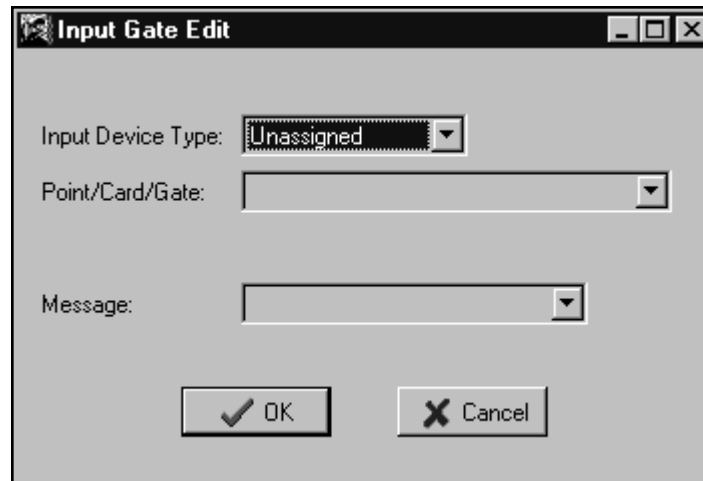 Input Gate Edit
Input Device Type: Unassigned
Point/Card/Gate:
Message:
OK Cancel